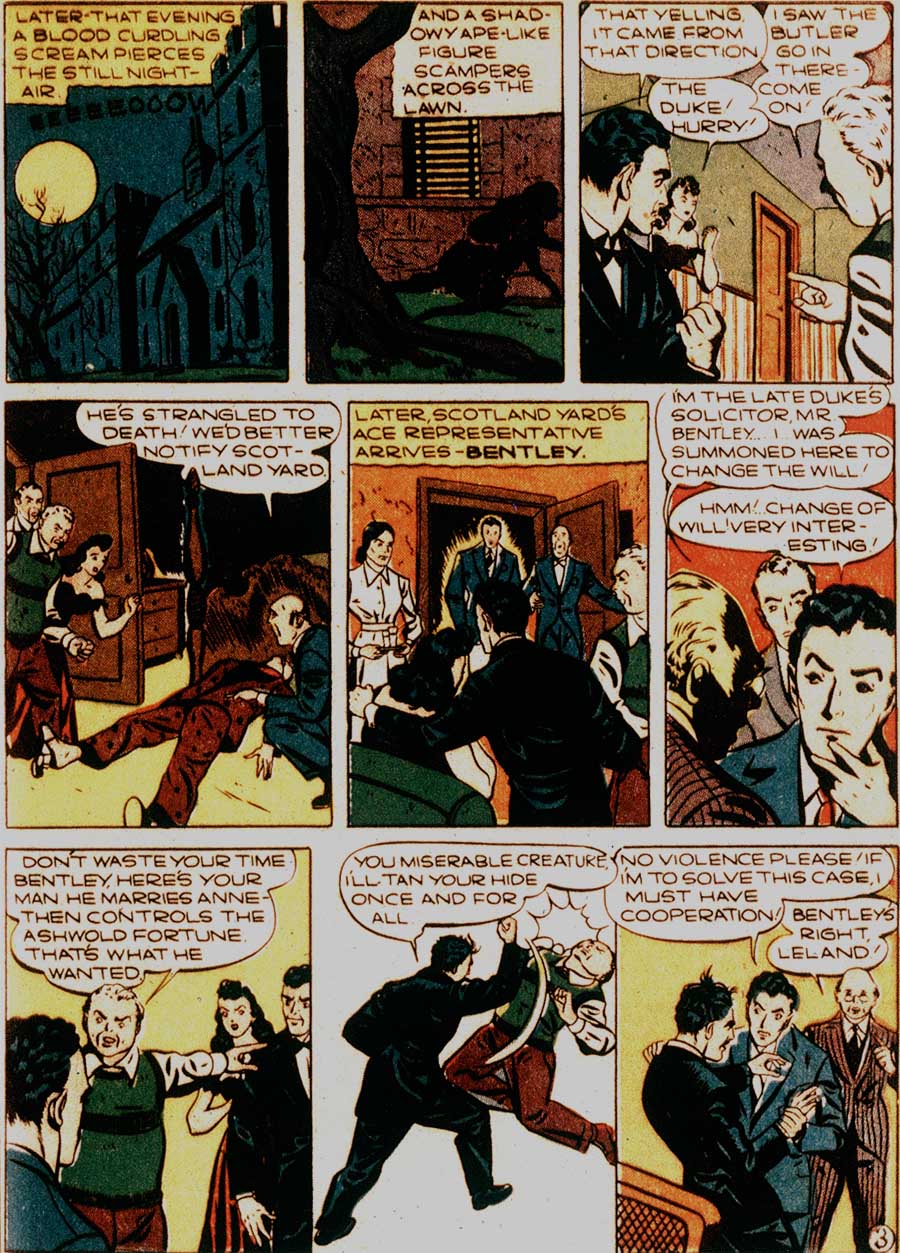 LATER-THAT EVENING
A BLOOD CURDLING
SCREAM PIERCES
THE STILL NIGHT-
AIR.
EEEEEEOOOW
AND A SHAD-
OWY APE-LIKE
FIGURE
SCAMPERS
ACROSS THE
LAWN.
THAT YELLING,
IT CAME FROM
THAT DIRECTION
THE
DUKE!
HURRY!
I SAW THE
BUTLER
GO IN
THERE-
COME
ON!
HE'S STRANGLED TO
DEATH! WE'D BETTER
NOTIFY SCOT-
LAND YARD.
LATER, SCOTLAND YARD'S
ACE REPRESENTATIVE
ARRIVES-BENTLEY.
I'M THE LATE DUKE'S
SOLICITOR, MR
BENTLEY... I... WAS
SUMMONED HERE TO
CHANGE THE WILL!
HMM!..CHANGE OF
WILL! VERY INTER-
ESTING!
DON'T WASTE YOUR TIME
BENTLEY, HERE'S YOUR
MAN HE MARRIES ANNE-
THEN CONTROLS THE
ASHWOLD FORTUNE.
THAT'S WHAT HE
WANTED.
YOU MISERABLE CREATURE,
I'LL TAN YOUR HIDE
ONCE AND FOR
ALL
NO VIOLENCE PLEASE! IF
I'M TO SOLVE THIS CASE, I
MUST HAVE
COOPERATION!
BENTLEY'S
RIGHT,
LELAND!
3